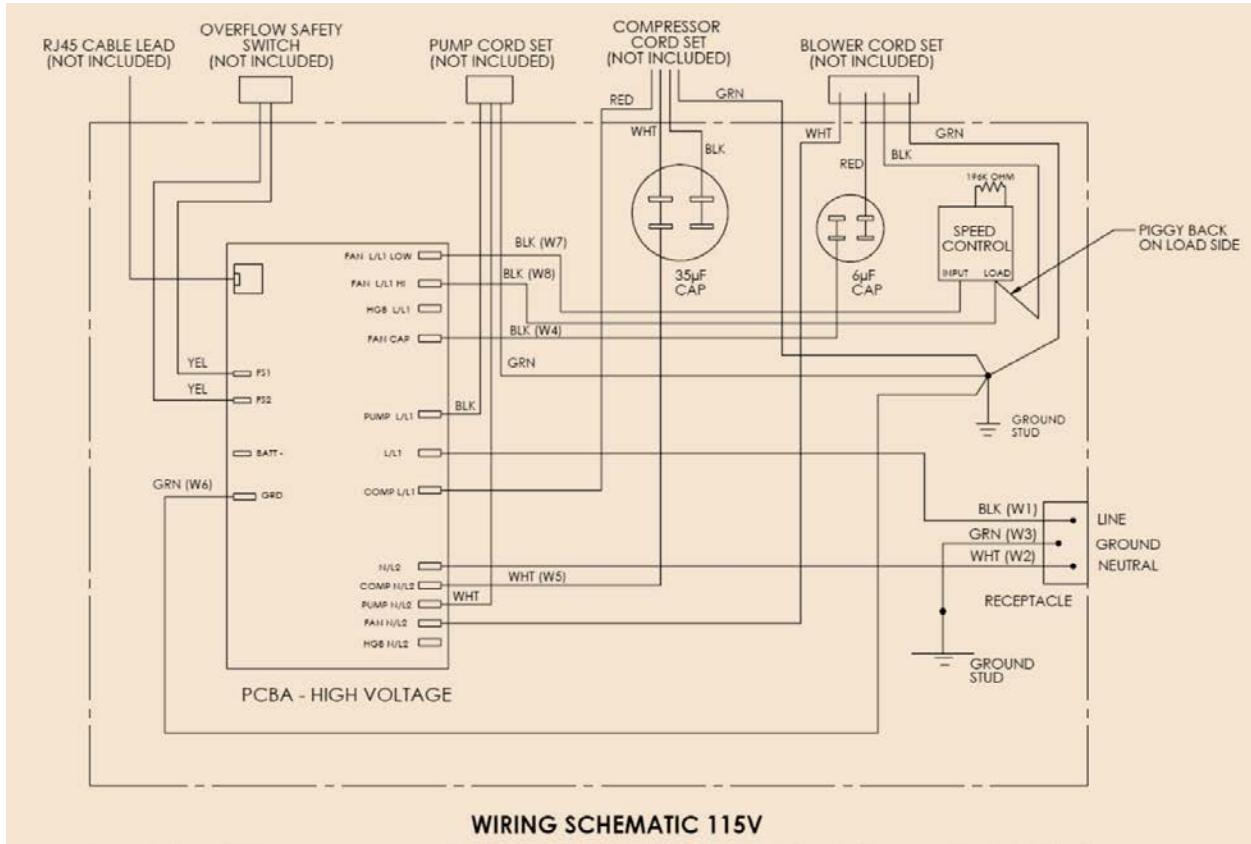 RJ45 CABLE LEAD
(NOT INCLUDED)
OVERFLOW SAFETY
SWITCH
(NOT INCLUDED)
PUMP CORD SET
(NOT INCLUDED)
COMPRESSOR
CORD SET
(NOT INCLUDED)
BLOWER CORD SET
(NOT INCLUDED)
RED
GRN
WHT
BLK
WHT
GRN
RED
BLK
196K OHM
SPEED
CONTROL
INPUT LOAD
PIGGY BACK
ON LOAD SIDE
35µF
CAP
6µF
CAP
FAN L/L1 LOW
BLK (W7)
FAN L/L1 HI
BLK (W8)
HGB L/L1
FAN CAP
BLK (W4)
GRN
YEL
FS1
YEL
FS2
PUMP L/L1
BLK
GROUND
STUD
BATT -
L/L1
GRN (W6)
GRD
COMP L/L1
BLK (W1)
LINE
GRN (W3)
GROUND
WHT (W2)
NEUTRAL
N/L2
COMP N/L2
WHT (W5)
PUMP N/L2
WHT
FAN N/L2
HGB N/L2
RECEPTACLE
GROUND
STUD
PCBA - HIGH VOLTAGE
WIRING SCHEMATIC 115V